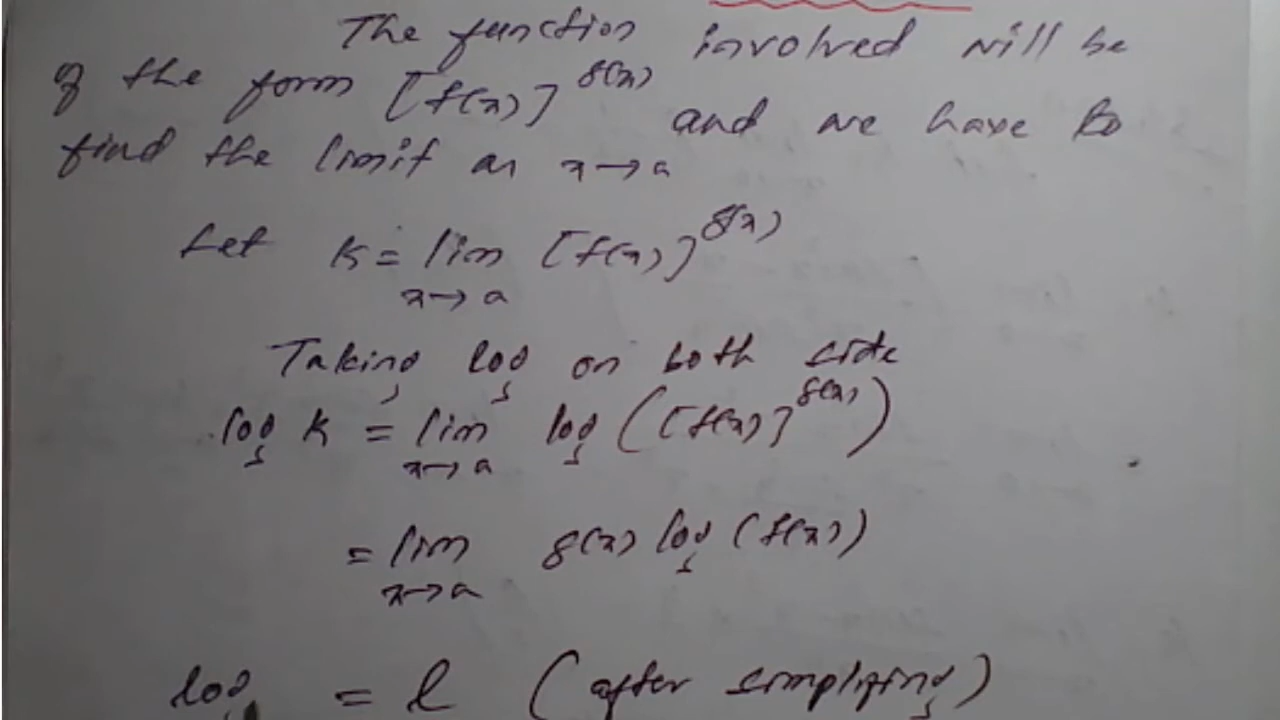 The function involved will be
of the form [f(x)]^g(x) and we have to
find the limit as x→a
Let K = lim [f(x)]^g(x)
x→a
Taking log on both side
log K = lim log ([f(x)]^g(x))
x→a
= lim g(x) log (f(x))
x→a
log = l (after simplifying)